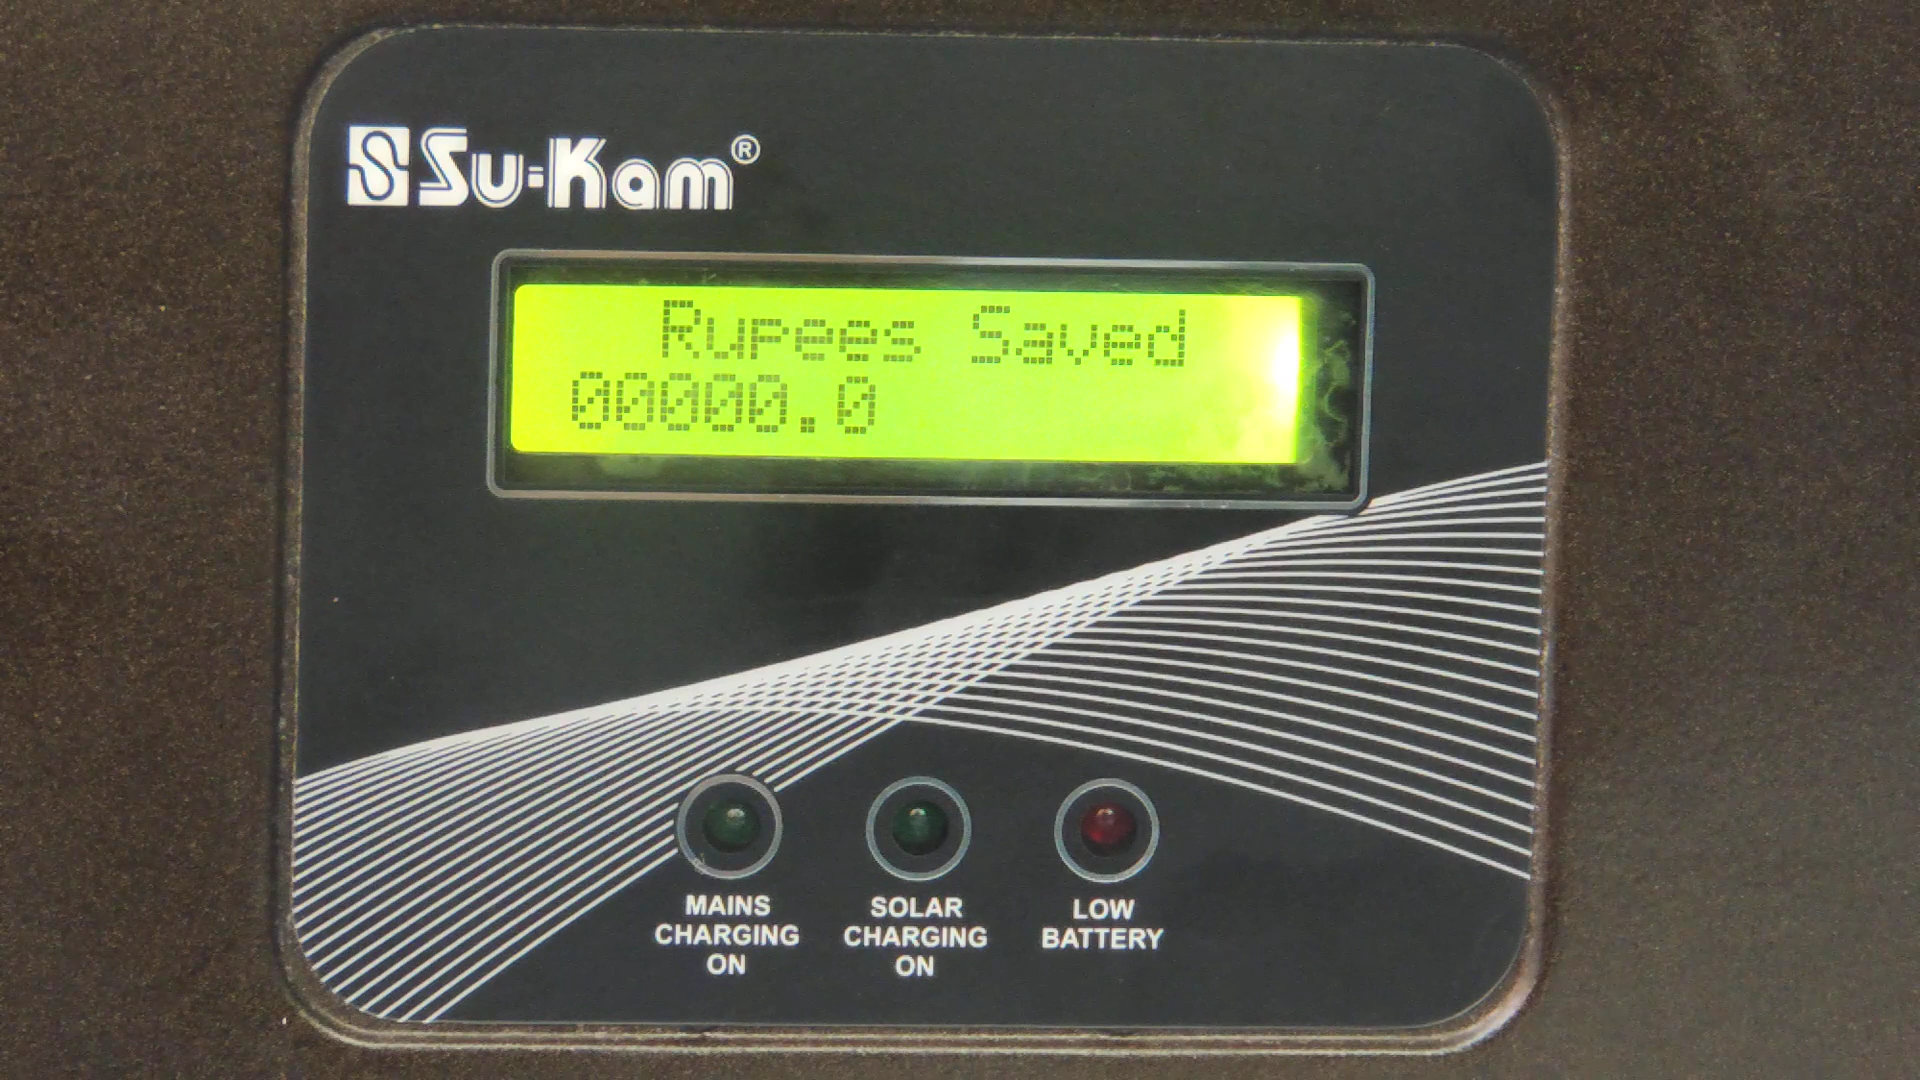 Su-Kam®
Rupees Saved
00000.0
MAINS CHARGING ON
SOLAR CHARGING ON
LOW BATTERY